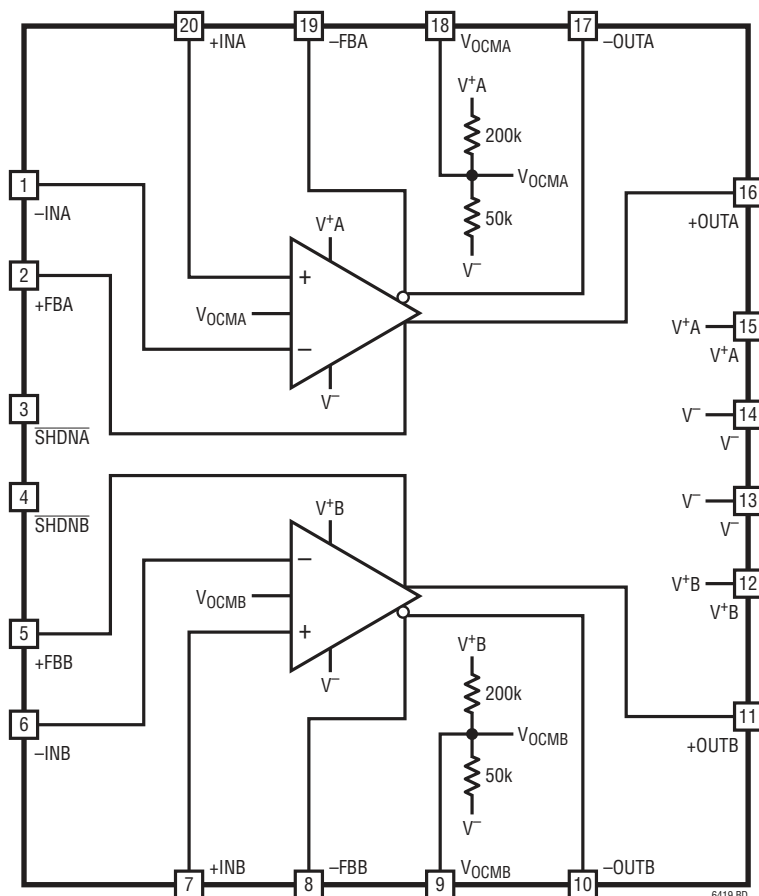 20
+INA
19
–FBA
18
VOCMA
17
–OUTA
V+A
200k
VOCMA
50k
V–
1
–INA
16
+OUTA
2
+FBA
V+A
+
VOCMA
–
V–
V+A
15
V+A
3
SHDNA
V–
14
V–
4
SHDNB
V–
13
V–
V+B
–
VOCMB
+
V–
V+B
12
V+B
5
+FBB
V+B
200k
VOCMB
50k
V–
6
–INB
11
+OUTB
7
+INB
8
–FBB
9
VOCMB
10
–OUTB
6419 BD